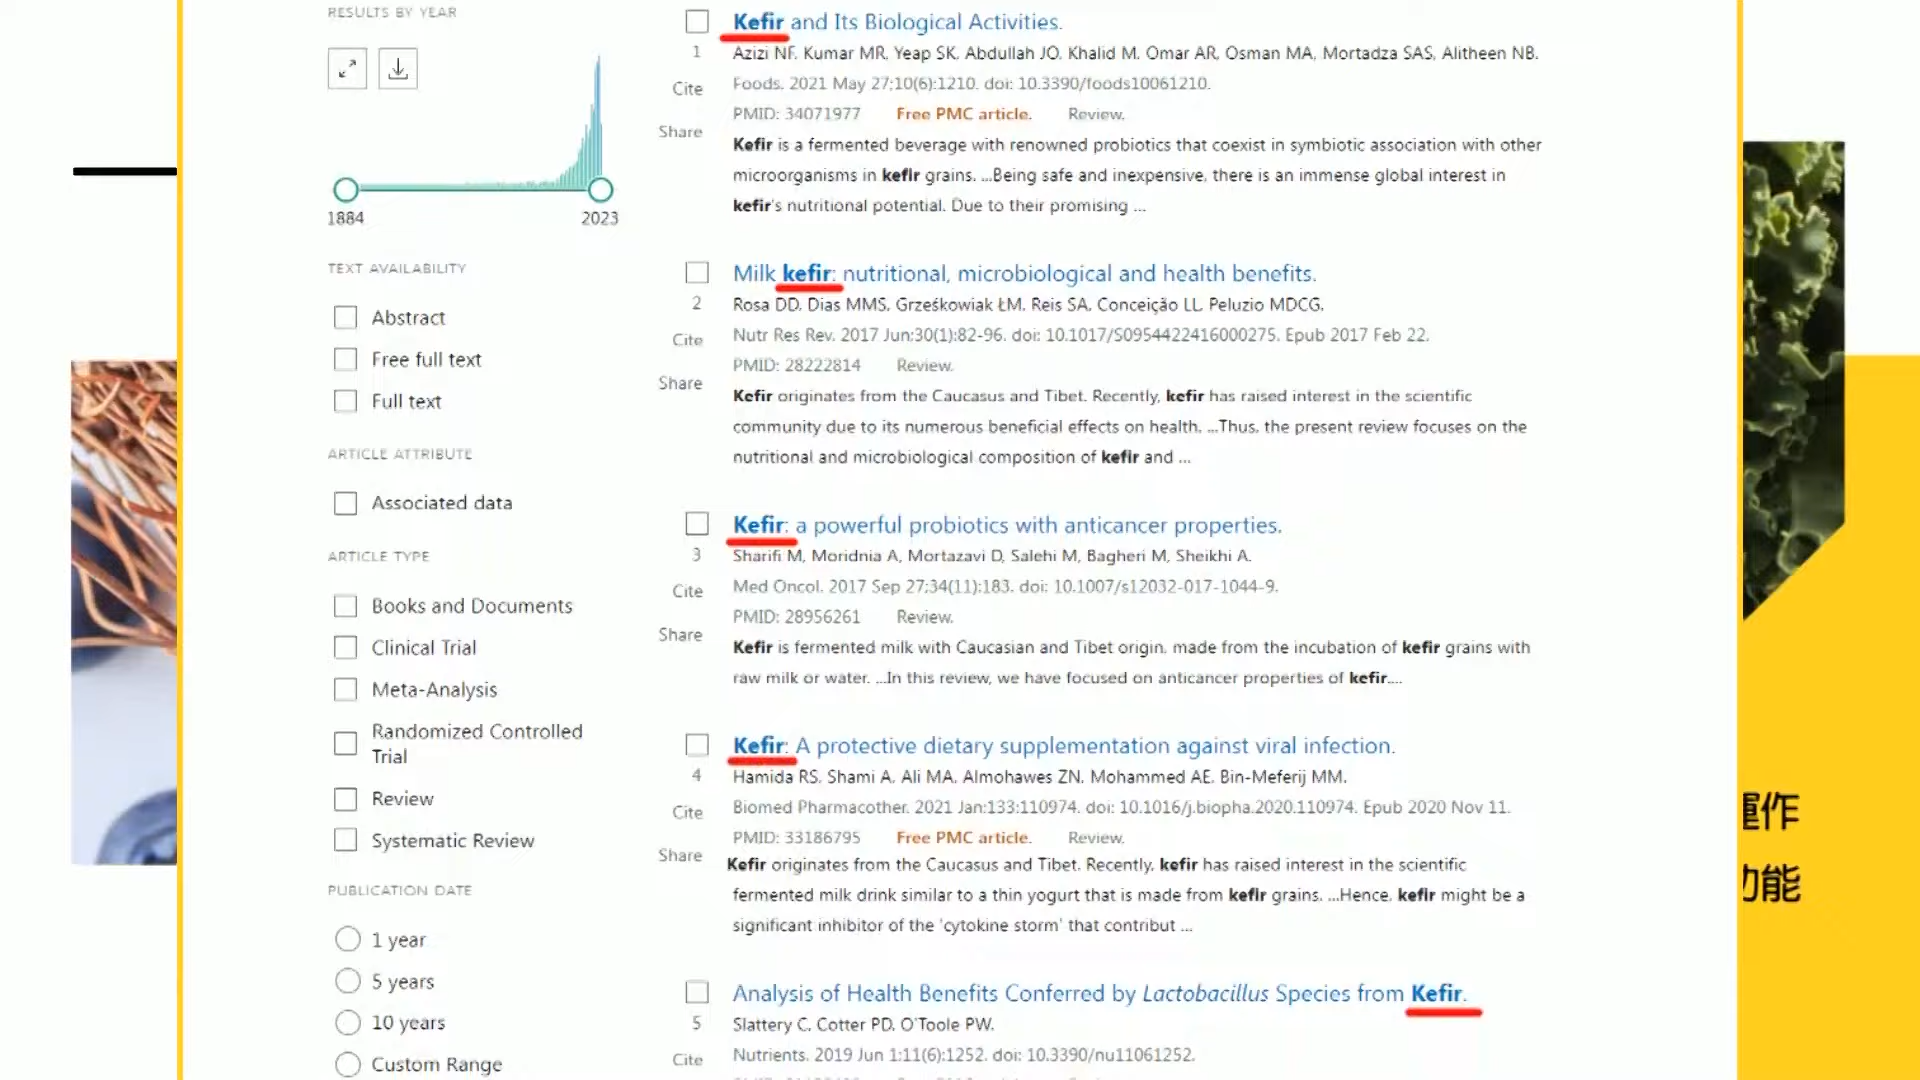 RESULTS BY YEAR
1884
2023
TEXT AVAILABILITY
Abstract
Free full text
Full text
ARTICLE ATTRIBUTE
Associated data
ARTICLE TYPE
Books and Documents
Clinical Trial
Meta-Analysis
Randomized Controlled
Trial
Review
Systematic Review
PUBLICATION DATE
1 year
5 years
10 years
Custom Range
Kefir and Its Biological Activities.
1
Azizi NF, Kumar MR, Yeap SK, Abdullah JO, Khalid M, Omar AR, Osman MA, Mortadza SAS, Alitheen NB.
Cite
Foods. 2021 May 27;10(6):1210. doi: 10.3390/foods10061210.
PMID: 34071977 Free PMC article. Review.
Share
Kefir is a fermented beverage with renowned probiotics that coexist in symbiotic association with other
microorganisms in kefir grains. ...Being safe and inexpensive, there is an immense global interest in
kefir's nutritional potential. Due to their promising ...
Milk kefir: nutritional, microbiological and health benefits.
2
Rosa DD, Dias MMS, Grześkowiak ŁM, Reis SA, Conceição LL, Peluzio MDCG.
Cite
Nutr Res Rev. 2017 Jun;30(1):82-96. doi: 10.1017/S0954422416000275. Epub 2017 Feb 22.
PMID: 28222814 Review.
Share
Kefir originates from the Caucasus and Tibet. Recently, kefir has raised interest in the scientific
community due to its numerous beneficial effects on health. ...Thus, the present review focuses on the
nutritional and microbiological composition of kefir and ...
Kefir: a powerful probiotics with anticancer properties.
3
Sharifi M, Moridnia A, Mortazavi D, Salehi M, Bagheri M, Sheikhi A.
Cite
Med Oncol. 2017 Sep 27;34(11):183. doi: 10.1007/s12032-017-1044-9.
PMID: 28956261 Review.
Share
Kefir is fermented milk with Caucasian and Tibet origin, made from the incubation of kefir grains with
raw milk or water. ...In this review, we have focused on anticancer properties of kefir....
Kefir: A protective dietary supplementation against viral infection.
4
Hamida RS, Shami A, Ali MA, Almohawes ZN, Mohammed AE, Bin-Meferij MM.
Cite
Biomed Pharmacother. 2021 Jan;133:110974. doi: 10.1016/j.biopha.2020.110974. Epub 2020 Nov 11.
PMID: 33186795 Free PMC article. Review.
Share
Kefir originates from the Caucasus and Tibet. Recently, kefir has raised interest in the scientific
fermented milk drink similar to a thin yogurt that is made from kefir grains. ...Hence, kefir might be a
significant inhibitor of the 'cytokine storm' that contribut ...
Analysis of Health Benefits Conferred by Lactobacillus Species from Kefir.
5
Slattery C, Cotter PD, O'Toole PW.
Cite
Nutrients. 2019 Jun 1;11(6):1252. doi: 10.3390/nu11061252.
運作
功能